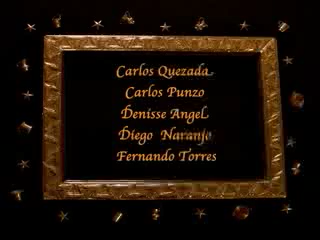 Carlos Quezada
Carlos Punzo
Denisse Angel
Diego Naranjo
Fernando Torres